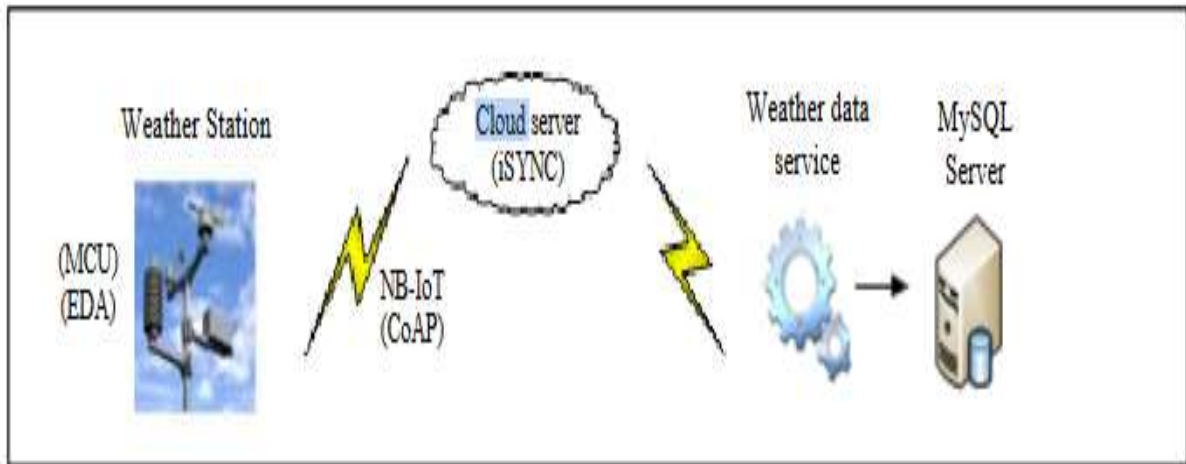 Weather Station
(MCU)
(EDA)
Cloud server
(iSYNC)
NB-IoT
(CoAP)
Weather data
service
MySQL
Server